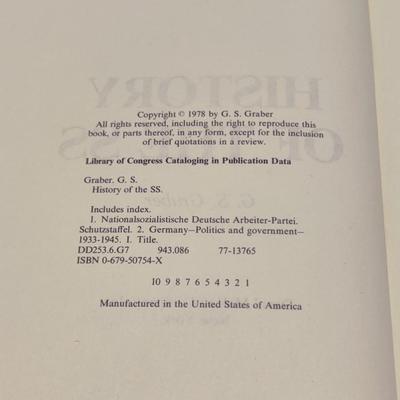 Copyright © 1978 by G. S. Graber
All rights reserved, including the right to reproduce this
book, or parts thereof, in any form, except for the inclusion
of brief quotations in a review.
Library of Congress Cataloging in Publication Data
Graber. G. S.
History of the SS.
Includes index.
1. Nationalsozialistische Deutsche Arbeiter-Partei.
Schutzstaffel. 2. Germany—Politics and government—
1933-1945. I. Title.
DD253.6.G7 943.086 77-13765
ISBN 0-679-50754-X
10 9 8 7 6 5 4 3 2 1
Manufactured in the United States of America